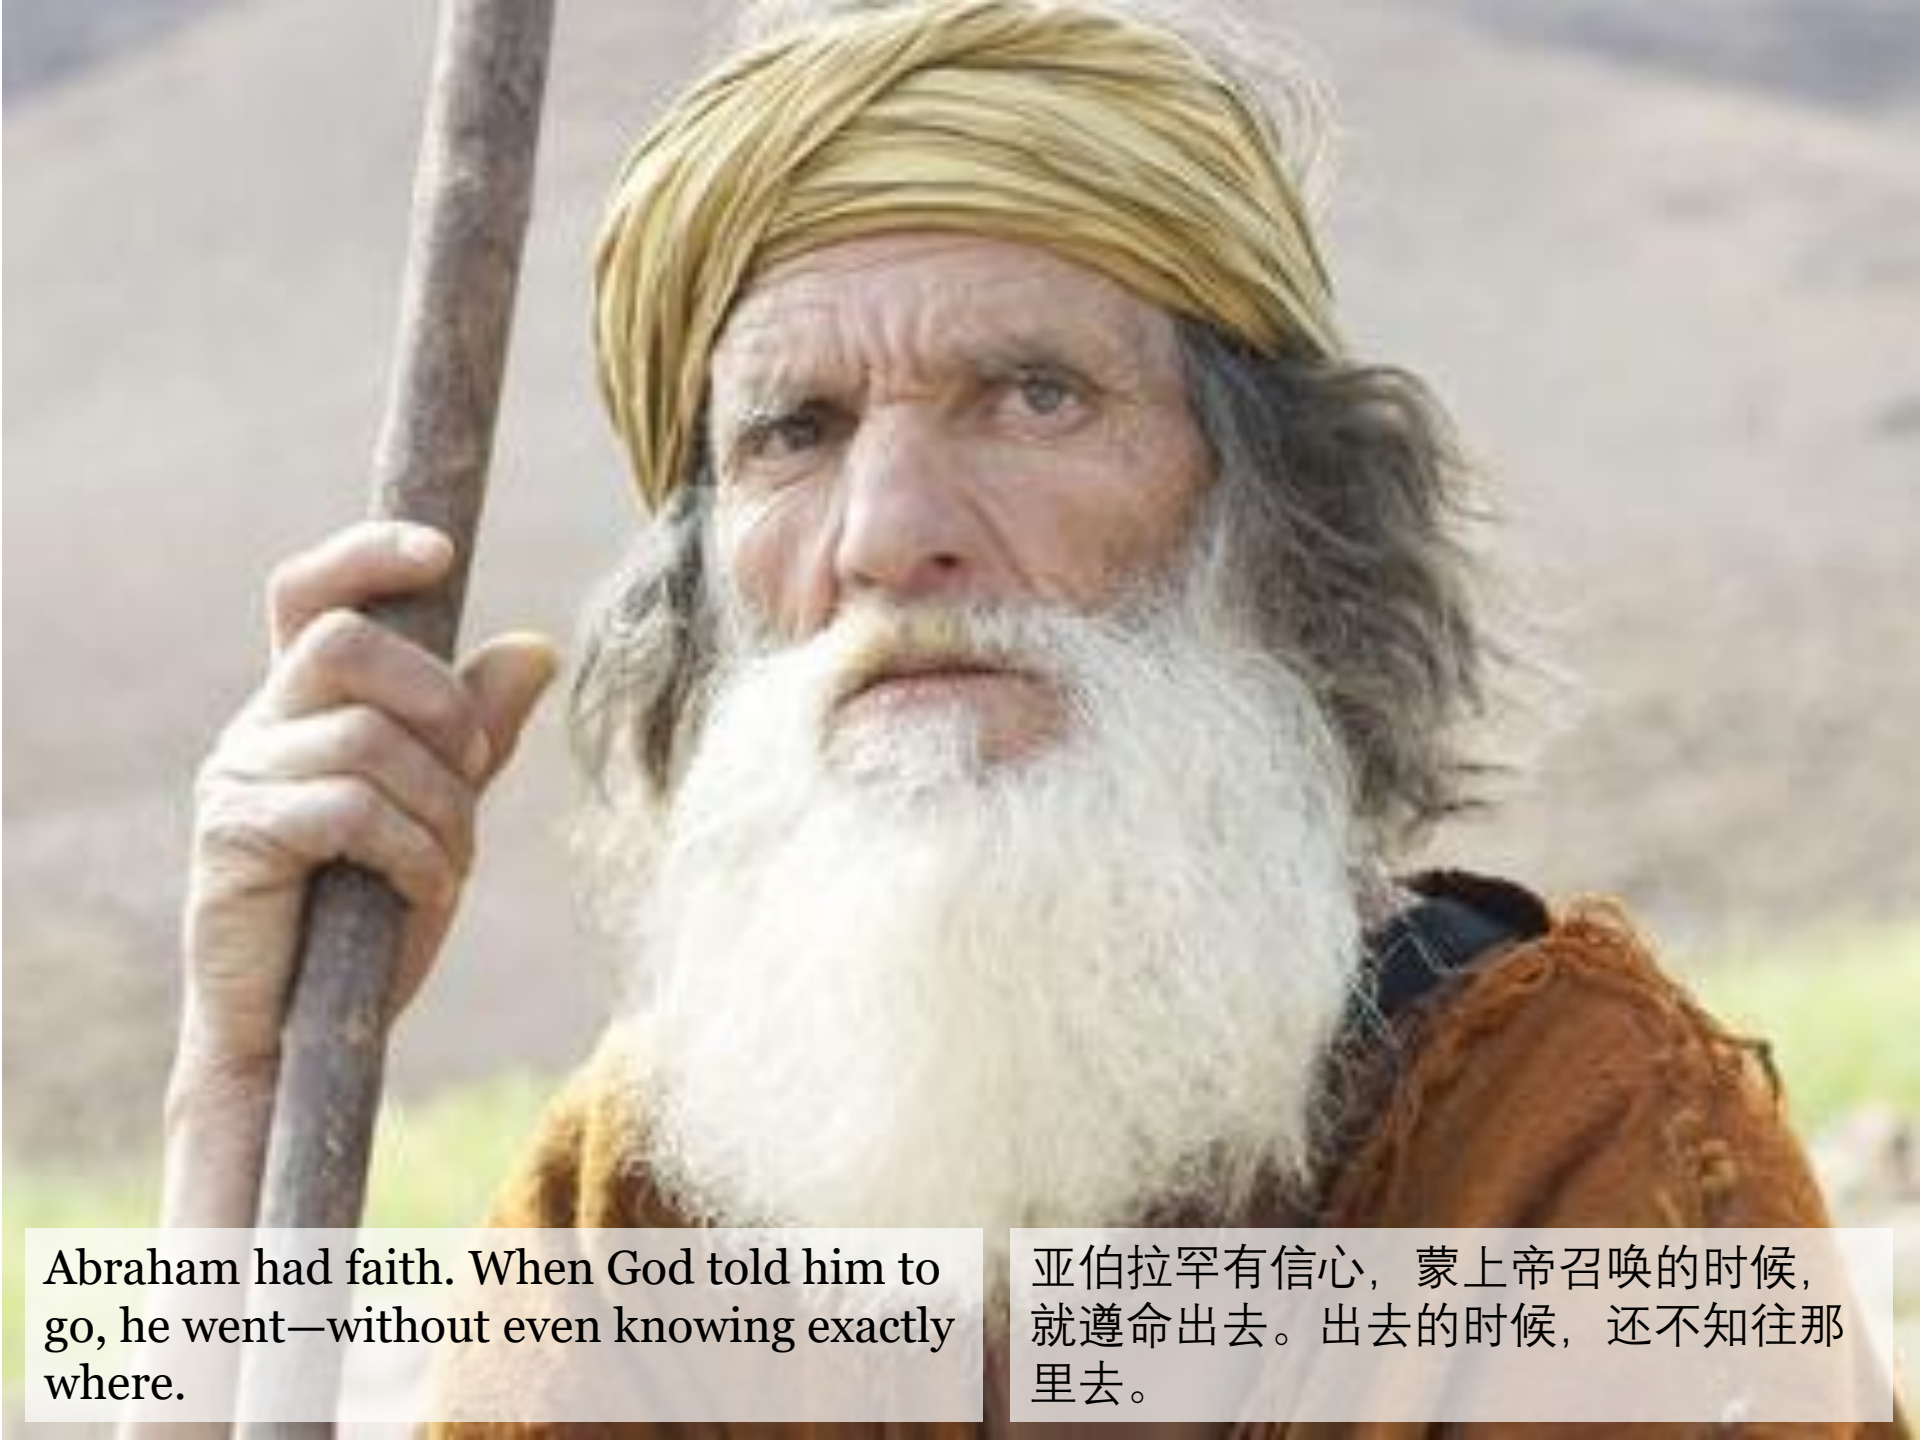 Abraham had faith. When God told him to
go, he went—without even knowing exactly
where.
亚伯拉罕有信心，蒙上帝召唤的时候，
就遵命出去。出去的时候，还不知往那
里去。